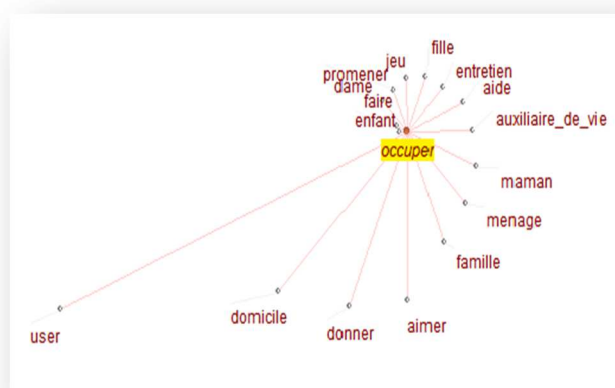 fille
jeu
promener
entretien
dame
aide
faire
enfant
auxiliaire_de_vie
occuper
maman
menage
famille
domicile
user
donner
aimer